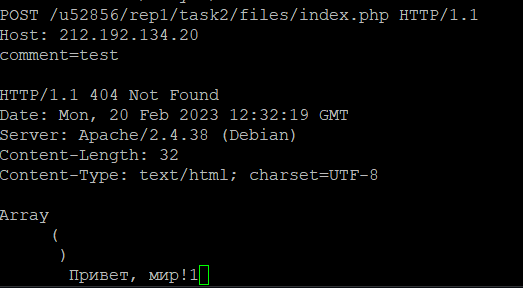 POST /u52856/rep1/task2/files/index.php HTTP/1.1
Host: 212.192.134.20
comment=test
HTTP/1.1 404 Not Found
Date: Mon, 20 Feb 2023 12:32:19 GMT
Server: Apache/2.4.38 (Debian)
Content-Length: 32
Content-Type: text/html; charset=UTF-8
Array
(
)
Привет, мир!1